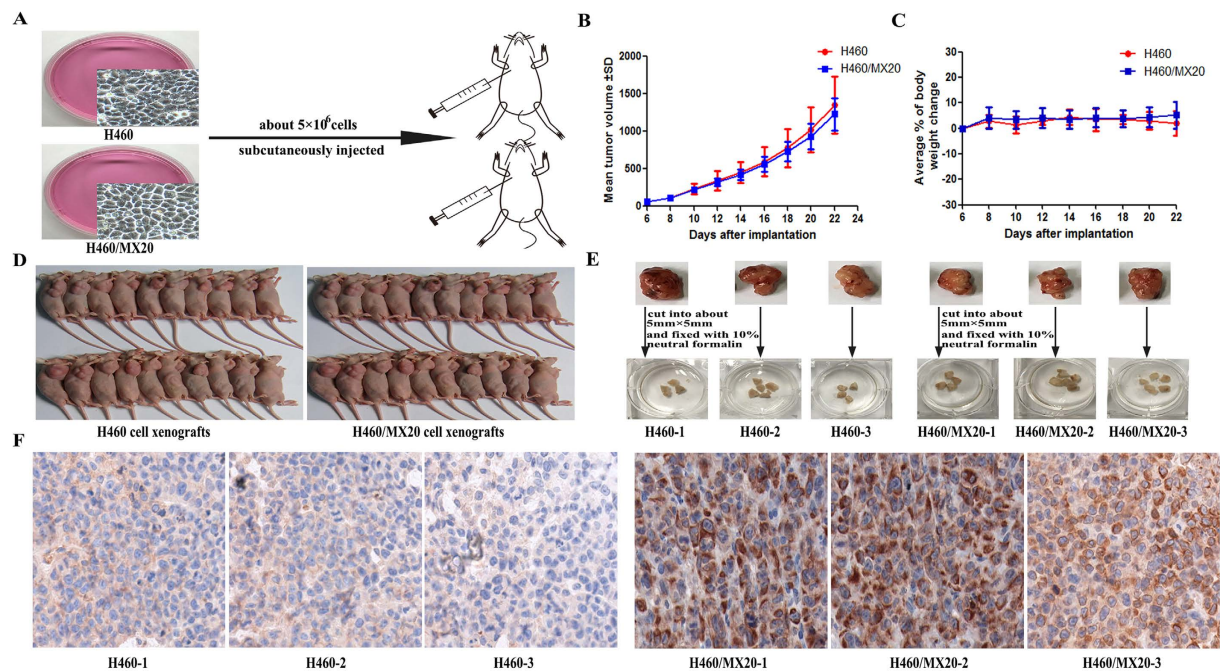 A
H460
H460/MX20
about 5×10⁶cells
subcutaneously injected
B
Mean tumor volume ±SD
2000
1500
1000
500
0
6 8 10 12 14 16 18 20 22 24
Days after implantation
H460
H460/MX20
C
Average % of body
weight change
30
20
10
0
-10
-20
-30
6 8 10 12 14 16 18 20 22
Days after implantation
H460
H460/MX20
D
H460 cell xenografts
H460/MX20 cell xenografts
E
cut into about
5mm×5mm
and fixed with 10%
neutral formalin
cut into about
5mm×5mm
and fixed with 10%
neutral formalin
H460-1
H460-2
H460-3
H460/MX20-1
H460/MX20-2
H460/MX20-3
F
H460-1
H460-2
H460-3
H460/MX20-1
H460/MX20-2
H460/MX20-3